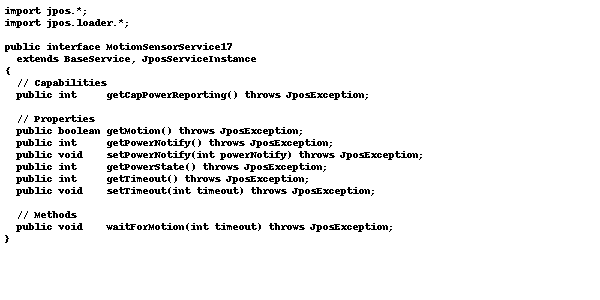 import jpos.*;
import jpos.loader.*;

public interface MotionSensorService17
  extends BaseService, JposServiceInstance
{
  // Capabilities
  public int     getCapPowerReporting() throws JposException;

  // Properties
  public boolean getMotion() throws JposException;
  public int     getPowerNotify() throws JposException;
  public void    setPowerNotify(int powerNotify) throws JposException;
  public int     getPowerState() throws JposException;
  public int     getTimeout() throws JposException;
  public void    setTimeout(int timeout) throws JposException;

  // Methods
  public void    waitForMotion(int timeout) throws JposException;
}